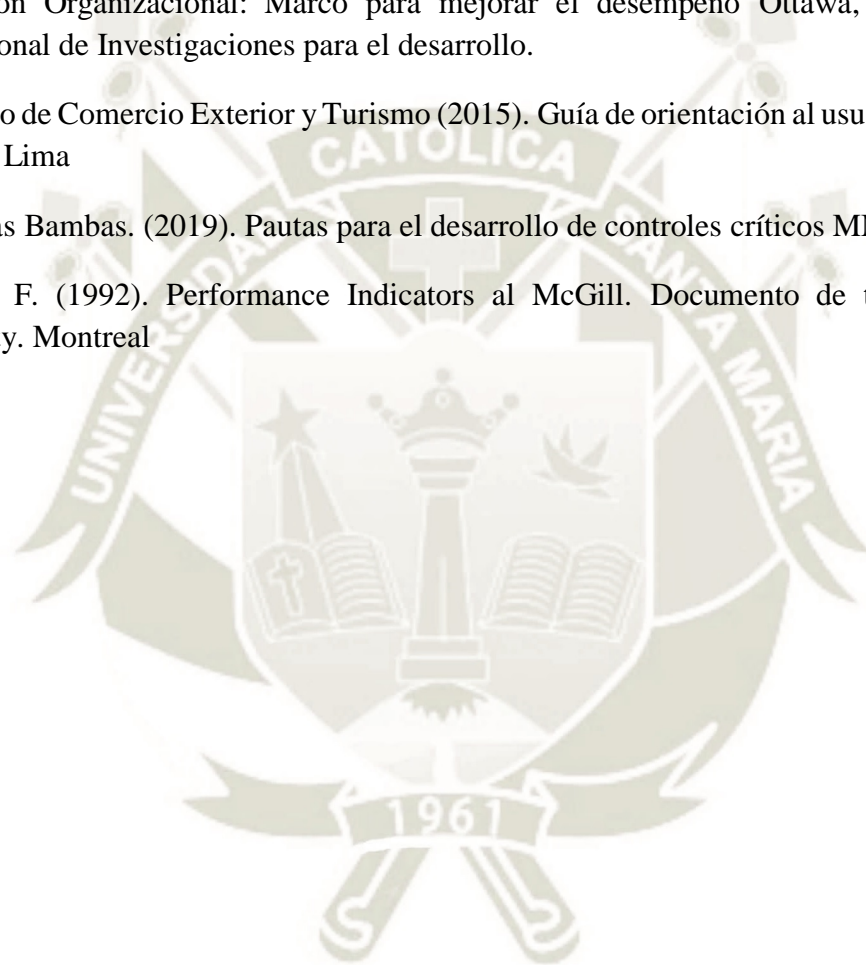 ón Organizacional: Marco para mejorar el desempeño Ottawa,
onal de Investigaciones para el desarrollo.
o de Comercio Exterior y Turismo (2015). Guía de orientación al usu
Lima
as Bambas. (2019). Pautas para el desarrollo de controles críticos
F. (1992). Performance Indicators al McGill. Documento de
y. Montreal
UNIVERSIDAD CATOLICA SANTA MARIA
1961